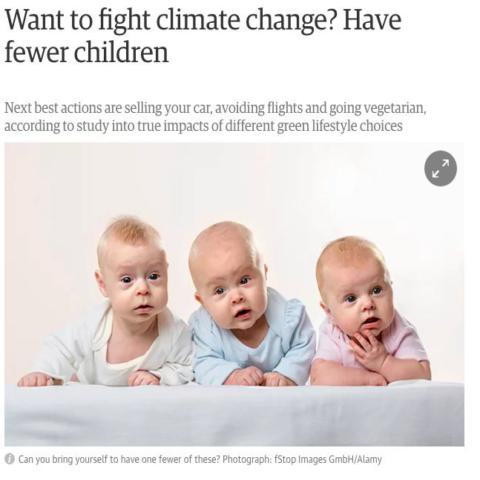 Want to fight climate change? Have
fewer children
Next best actions are selling your car, avoiding flights and going vegetarian,
according to study into true impacts of different green lifestyle choices
Can you bring yourself to have one fewer of these? Photograph: fStop Images GmbH/Alamy